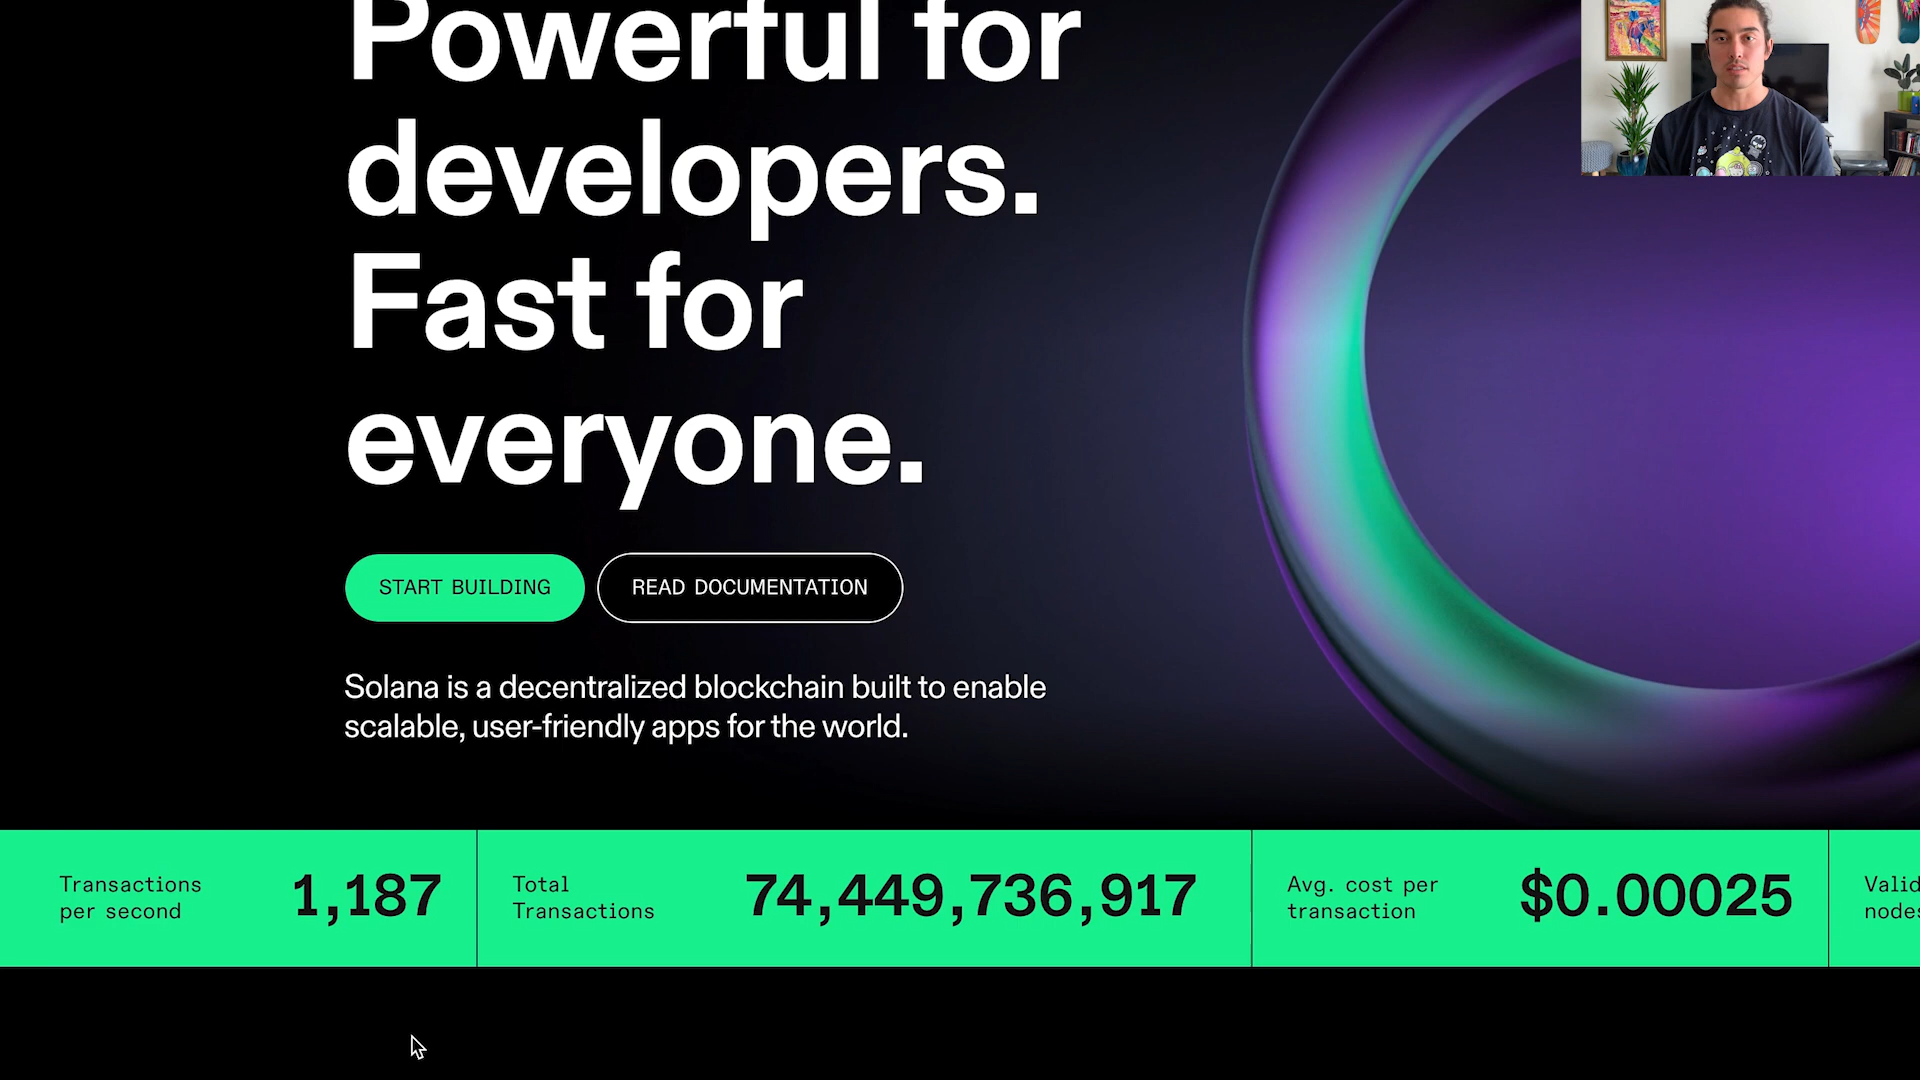 Powerful for
developers.
Fast for
everyone.
START BUILDING
READ DOCUMENTATION
Solana is a decentralized blockchain built to enable
scalable, user-friendly apps for the world.
Transactions
per second
1,187
Total
Transactions
74,449,736,917
Avg. cost per
transaction
$0.00025